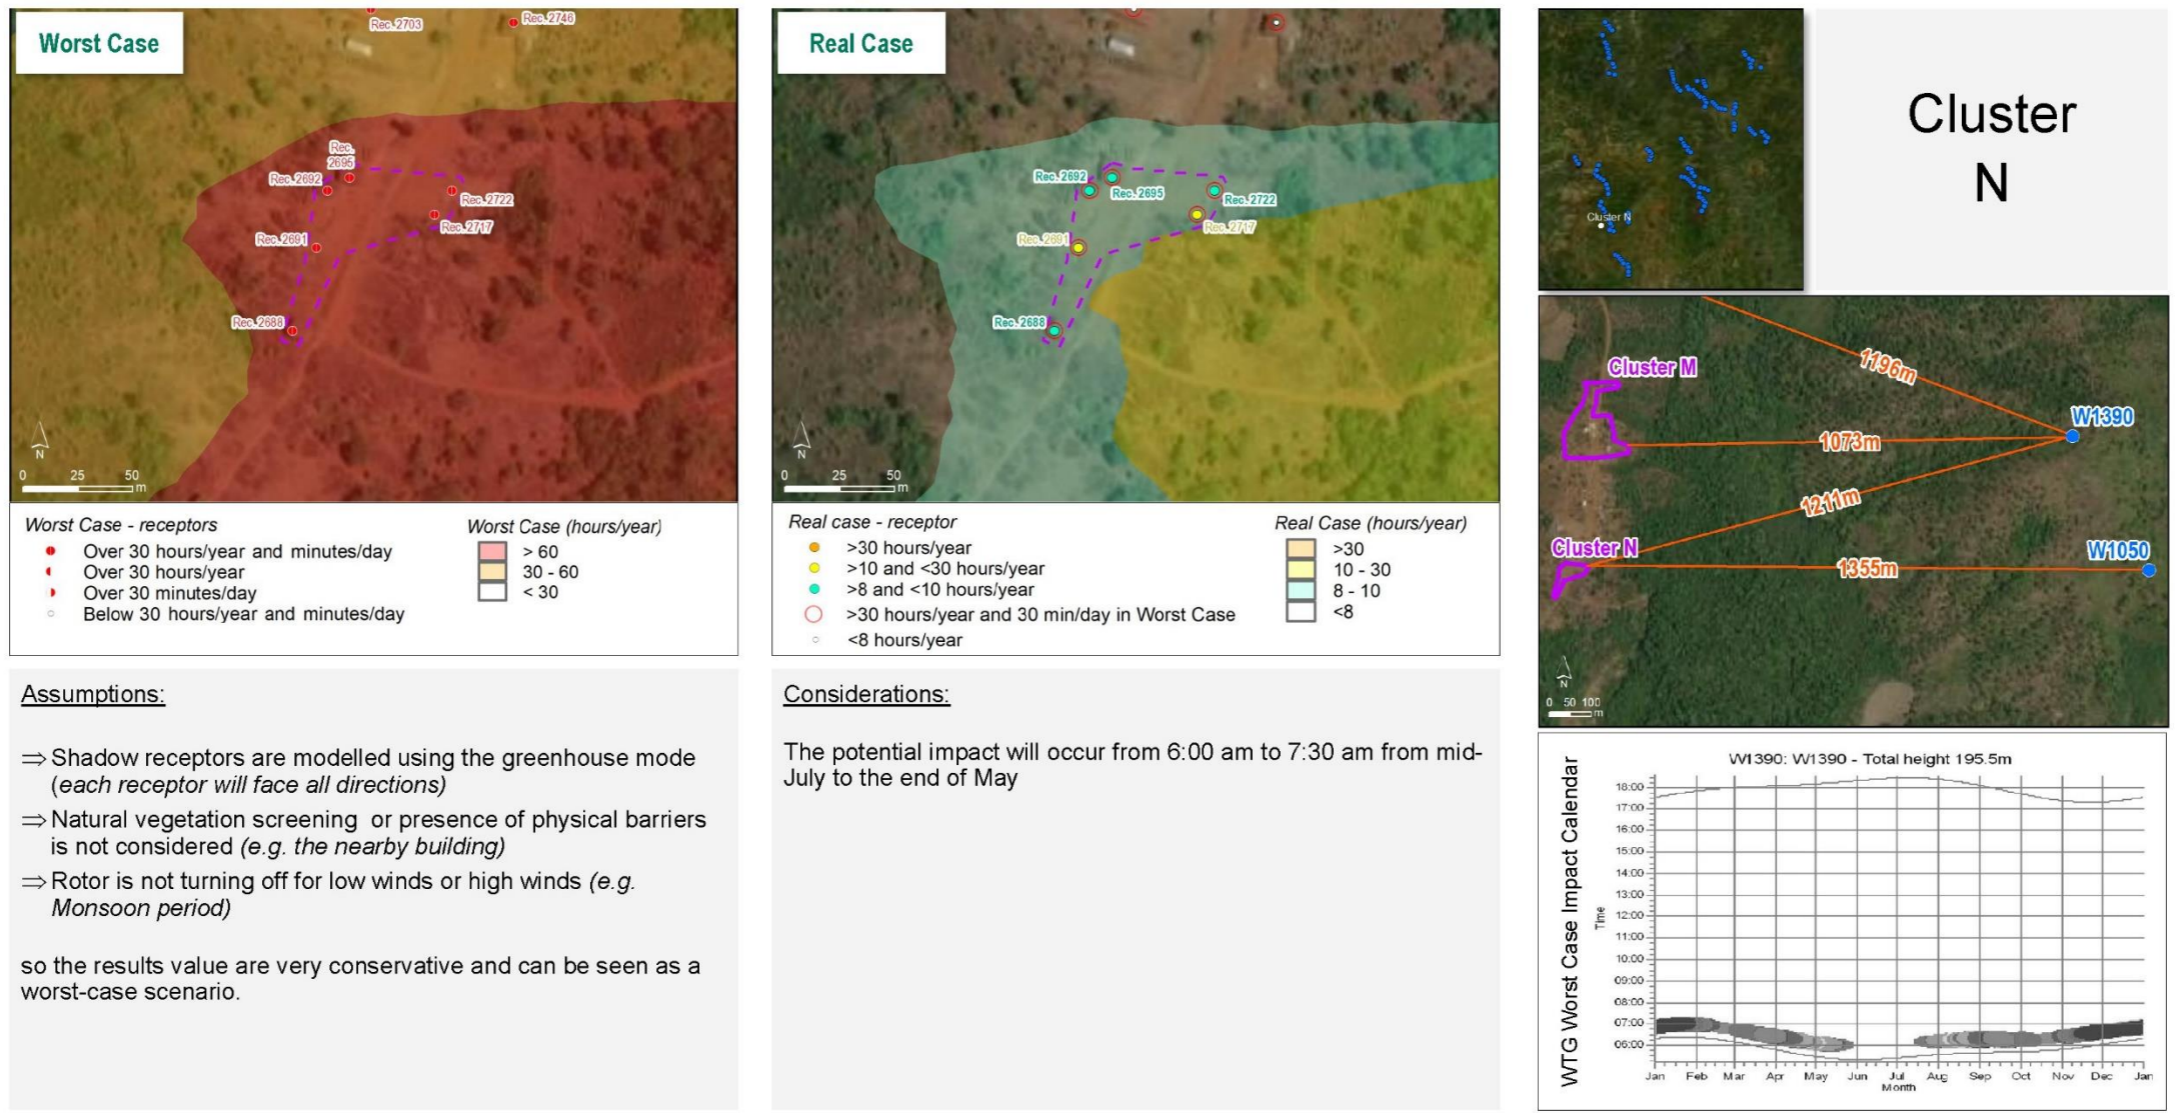 Worst Case
Rec. 2703
Rec. 2746
Rec.
2695
Rec. 2692
Rec. 2722
Rec. 2717
Rec. 2691
Rec. 2688
N
0 25 50
m
Worst Case - receptors
Over 30 hours/year and minutes/day
Over 30 hours/year
Over 30 minutes/day
Below 30 hours/year and minutes/day
Worst Case (hours/year)
> 60
30 - 60
< 30
Real Case
Rec. 2692
Rec. 2695
Rec. 2722
Rec. 2717
Rec. 2691
Rec. 2688
N
0 25 50
m
Real case - receptor
>30 hours/year
>10 and <30 hours/year
>8 and <10 hours/year
>30 hours/year and 30 min/day in Worst Case
<8 hours/year
Real Case (hours/year)
>30
10 - 30
8 - 10
<8
Cluster N
Cluster
N
Cluster M
1196m
W1390
1073m
1211m
Cluster N
W1050
1355m
N
0 50 100
m
Assumptions:
⇒ Shadow receptors are modelled using the greenhouse mode
(each receptor will face all directions)
⇒ Natural vegetation screening or presence of physical barriers
is not considered (e.g. the nearby building)
⇒ Rotor is not turning off for low winds or high winds (e.g.
Monsoon period)
so the results value are very conservative and can be seen as a
worst-case scenario.
Considerations:
The potential impact will occur from 6:00 am to 7:30 am from mid-
July to the end of May
WTG Worst Case Impact Calendar
W1390: W1390 - Total height 195.5m
Time
18:00
17:00
16:00
15:00
14:00
13:00
12:00
11:00
10:00
09:00
08:00
07:00
06:00
Jan Feb Mar Apr May Jun Jul Aug Sep Oct Nov Dec Jan
Month